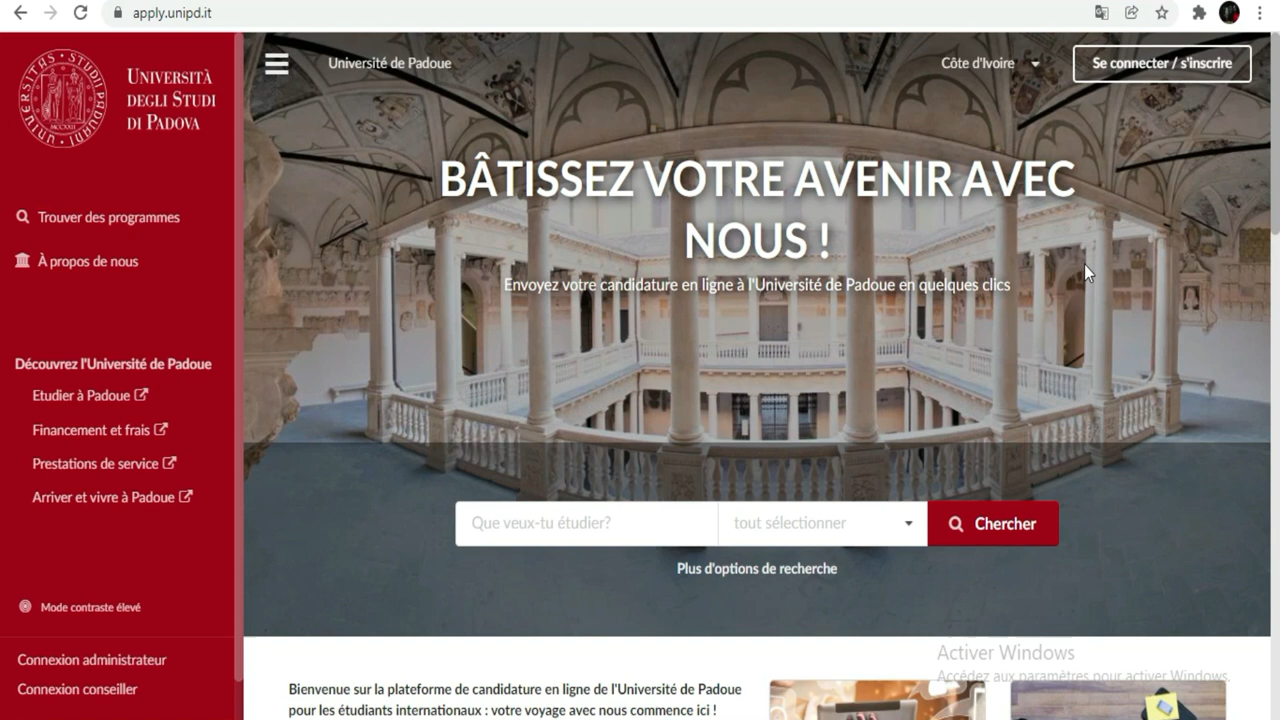 apply.unipd.it
UNIVERSITÀ
DEGLI STUDI
DI PADOVA
UNIVERSITAS STUDII PADUANI
MCCXXII
Trouver des programmes
À propos de nous
Découvrez l'Université de Padoue
Etudier à Padoue
Financement et frais
Prestations de service
Arriver et vivre à Padoue
Mode contraste élevé
Connexion administrateur
Connexion conseiller
Université de Padoue
Côte d'Ivoire
Se connecter / s'inscrire
BÂTISSEZ VOTRE AVENIR AVEC
NOUS !
Envoyez votre candidature en ligne à l'Université de Padoue en quelques clics
Que veux-tu étudier?
tout sélectionner
Chercher
Plus d'options de recherche
Activer Windows
Accédez aux paramètres pour activer Windows.
Bienvenue sur la plateforme de candidature en ligne de l'Université de Padoue
pour les étudiants internationaux : votre voyage avec nous commence ici !